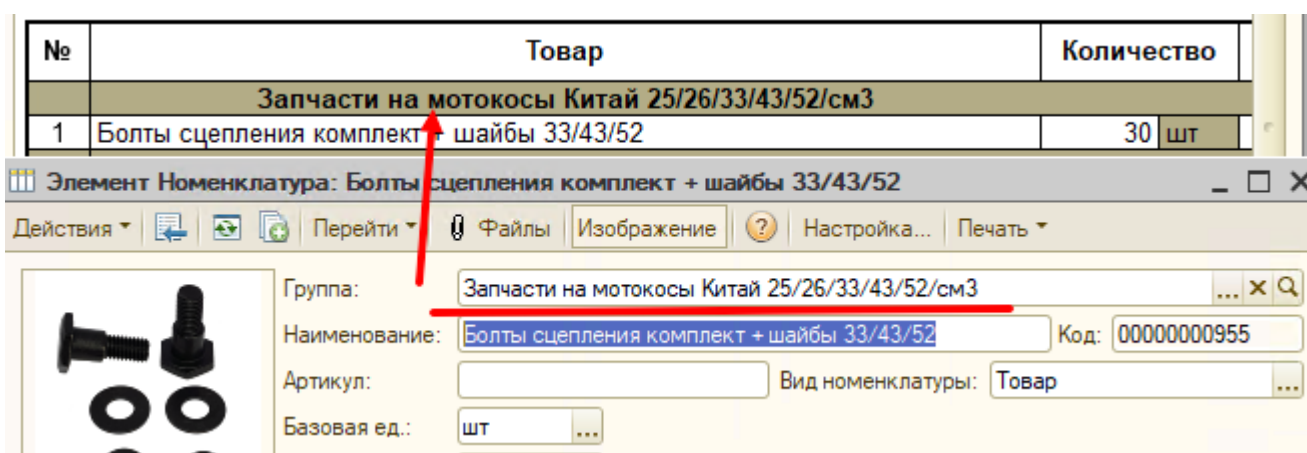 № Товар Количество
Запчасти на мотокосы Китай 25/26/33/43/52/см3
1 Болты сцепления комплект + шайбы 33/43/52 30 шт
Элемент Номенклатура: Болты сцепления комплект + шайбы 33/43/52
Действия Перейти Файлы Изображение Настройка... Печать
Группа: Запчасти на мотокосы Китай 25/26/33/43/52/см3 ...
Наименование: Болты сцепления комплект + шайбы 33/43/52 Код: 00000000955
Артикул: Вид номенклатуры: Товар ...
Базовая ед.: шт ...